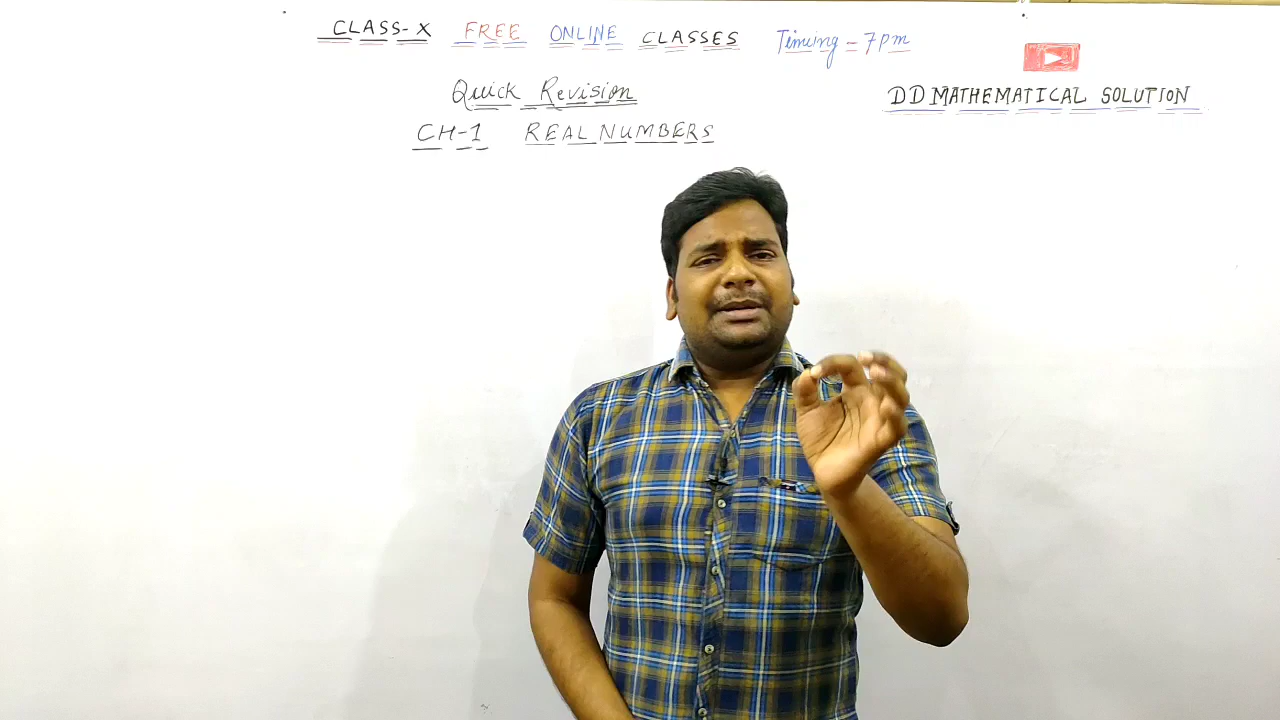 CLASS-X FREE ONLINE CLASSES Timing = 7pm
Quick Revision
DD MATHEMATICAL SOLUTION
CH-1 REAL NUMBERS